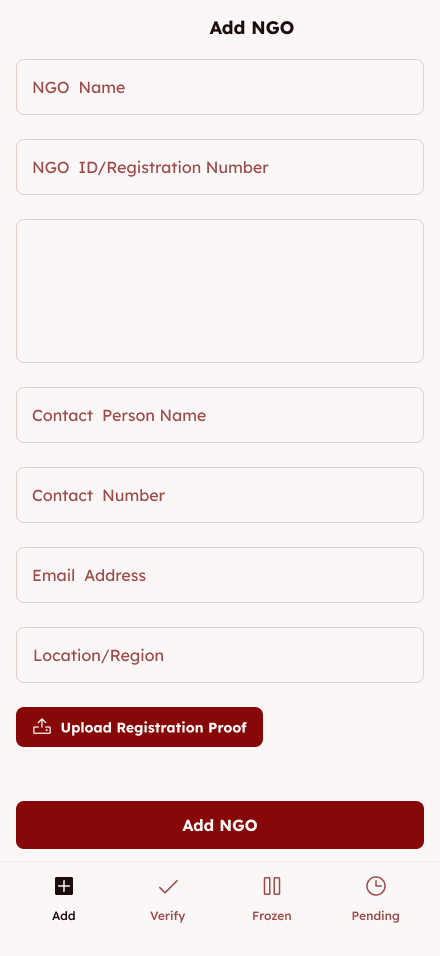 Add NGO
NGO Name
NGO ID/Registration Number
Contact Person Name
Contact Number
Email Address
Location/Region
Upload Registration Proof
Add NGO
Add
Verify
Frozen
Pending